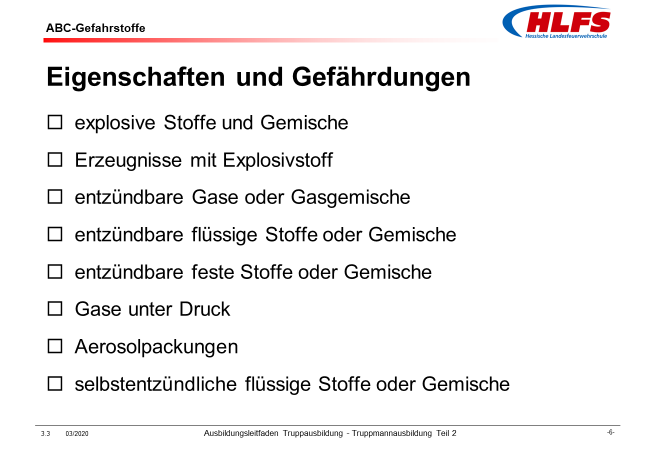 ABC-Gefahrstoffe
HLFS
Hessische Landesfeuerwehrschule
Eigenschaften und Gefährdungen
☐ explosive Stoffe und Gemische
☐ Erzeugnisse mit Explosivstoff
☐ entzündbare Gase oder Gasgemische
☐ entzündbare flüssige Stoffe oder Gemische
☐ entzündbare feste Stoffe oder Gemische
☐ Gase unter Druck
☐ Aerosolpackungen
☐ selbstentzündliche flüssige Stoffe oder Gemische
3.3 03/2020 Ausbildungsleitfaden Truppausbildung - Truppmannausbildung Teil 2 -6-